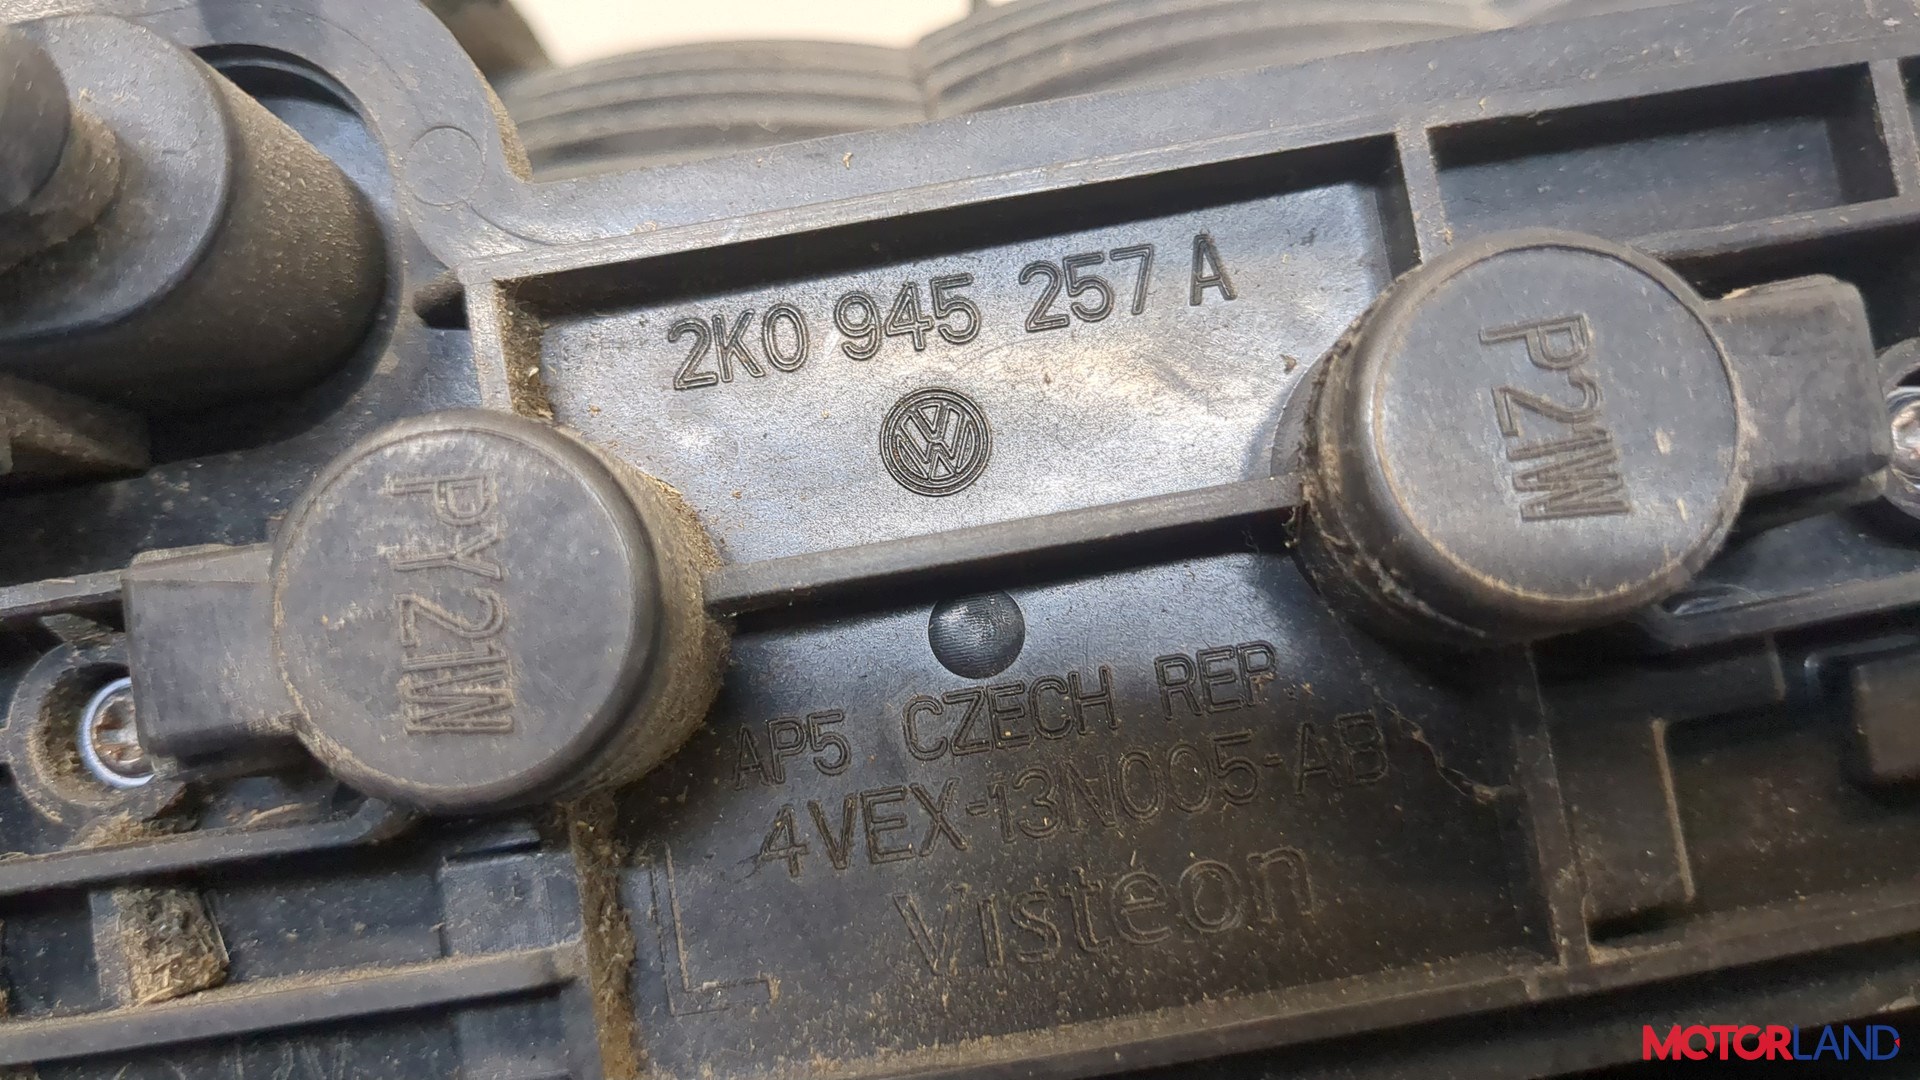 2K0 945 257 A
PY21W
P21W
AP5 CZECH REP.
4VEX-13N005-AB
Visteon
L
MOTORLAND